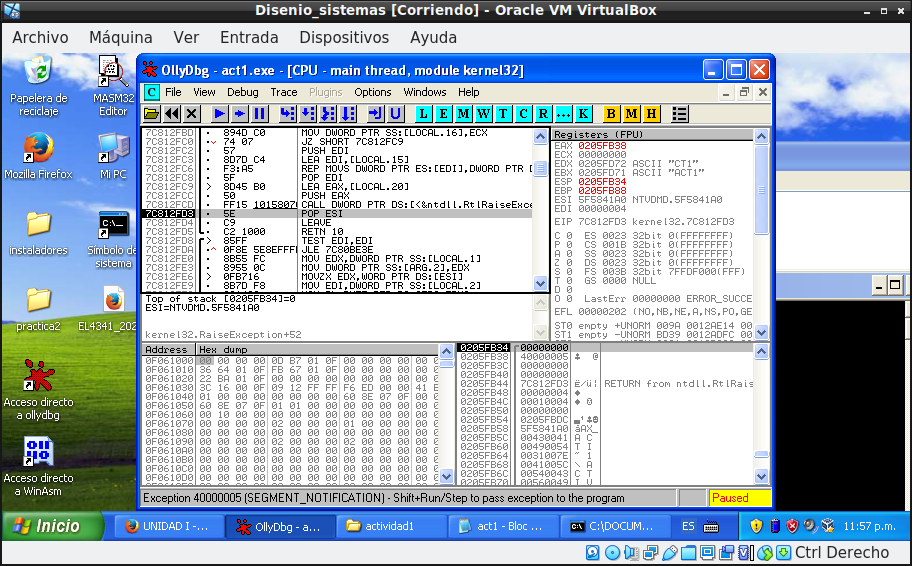 Disenio_sistemas [Corriendo] - Oracle VM VirtualBox
Archivo Máquina Ver Entrada Dispositivos Ayuda
Papelera de reciclaje
MASM32 Editor
Mozilla Firefox
Mi PC
instaladores
Símbolo de sistema
practica2
EL4341_202
Acceso directo a ollydbg
Acceso directo a WinAsm
OllyDbg - act1.exe - [CPU - main thread, module kernel32]
C File View Debug Trace Plugins Options Windows Help
L E M W T C R ... K B M H
7C812FBD 894D C0 MOV DWORD PTR SS:[LOCAL.16],ECX
7C812FC0 74 07 JZ SHORT 7C812FC9
7C812FC2 57 PUSH EDI
7C812FC3 8D7D C4 LEA EDI,[LOCAL.15]
7C812FC6 F3:A5 REP MOVS DWORD PTR ES:[EDI],DWORD PTR
7C812FC8 5F POP EDI
7C812FC9 8D45 B0 LEA EAX,[LOCAL.20]
7C812FCC 50 PUSH EAX
7C812FCD FF15 1015807 CALL DWORD PTR DS:[<&ntdll.RtlRaiseExce
7C812FD3 5E POP ESI
7C812FD4 C9 LEAVE
7C812FD5 C2 1000 RETN 10
7C812FD8 85FF TEST EDI,EDI
7C812FDA 0F8E 5E8EFFFF JLE 7C80BE3E
7C812FE0 8B55 FC MOV EDX,DWORD PTR SS:[LOCAL.1]
7C812FE3 8955 0C MOV DWORD PTR SS:[ARG.2],EDX
7C812FE6 0FB716 MOVZX EDX,WORD PTR DS:[ESI]
7C812FE9 8B7D F8 MOV EDI,DWORD PTR SS:[LOCAL.2]
Top of stack [0205FB34]=0
ESI=NTVDMD.5F5841A0
kernel32.RaiseException+52
Registers (FPU)
EAX 0205FB38
ECX 00000000
EDX 0205FD72 ASCII "CT1"
EBX 0205FD71 ASCII "ACT1"
ESP 0205FB34
EBP 0205FB88
ESI 5F5841A0 NTVDMD.5F5841A0
EDI 00000004
EIP 7C812FD3 kernel32.7C812FD3
C 0 ES 0023 32bit 0(FFFFFFFF)
P 0 CS 001B 32bit 0(FFFFFFFF)
A 0 SS 0023 32bit 0(FFFFFFFF)
Z 0 DS 0023 32bit 0(FFFFFFFF)
S 0 FS 003B 32bit 7FFDF000(FFF)
T 0 GS 0000 NULL
D 0
O 0 LastErr 00000000 ERROR_SUCCE
EFL 00000202 (NO,NB,NE,A,NS,PO,GE
ST0 empty +UNORM 009A 0012AE14 00
ST1 empty -UNORM BD39 0012ADFC 00
Address Hex dump
0F061000 00 00 00 00 0D B7 01 0F
0F061010 36 64 01 0F FB 67 01 0F
0F061020 22 BA 01 0F 00 00 00 00
0F061030 3C 16 00 0F 09 12 FF FF F6 ED 00 00 41 E
0F061040 01 00 00 00 00 00 00 00 60 8E 07 0F 00 0
0F061050 60 8E 07 0F 01 01 00 00 00 00 00 00 00 0
0F061060 00 10 00 00
0F061070
0F061080
0F061090
0F0610A0
0F0610B0
0F0610C0
0F0610D0
0205FB34 00000000
0205FB38 40000005
0205FB3C 00000000
0205FB40 00000000
0205FB44 7C812FD3 RETURN from ntdll.RtlRais
0205FB48 00000004
0205FB4C 00010004
0205FB50 00000000
0205FB54 0205FBDC
0205FB58 5F5841A0
0205FB5C 00430041 A C
0205FB60 00490054 T I
0205FB64 0031007E ~ 1
0205FB68 0041005C \ A
0205FB6C 00540043 C T
0205FB70 00560049 I V
Exception 40000005 (SEGMENT_NOTIFICATION) - Shift+Run/Step to pass exception to the program
Paused
Inicio
UNIDAD I -...
OllyDbg - a...
actividad1
act1 - Bloc ...
C:\DOCUM...
ES
11:57 p.m.
Ctrl Derecho